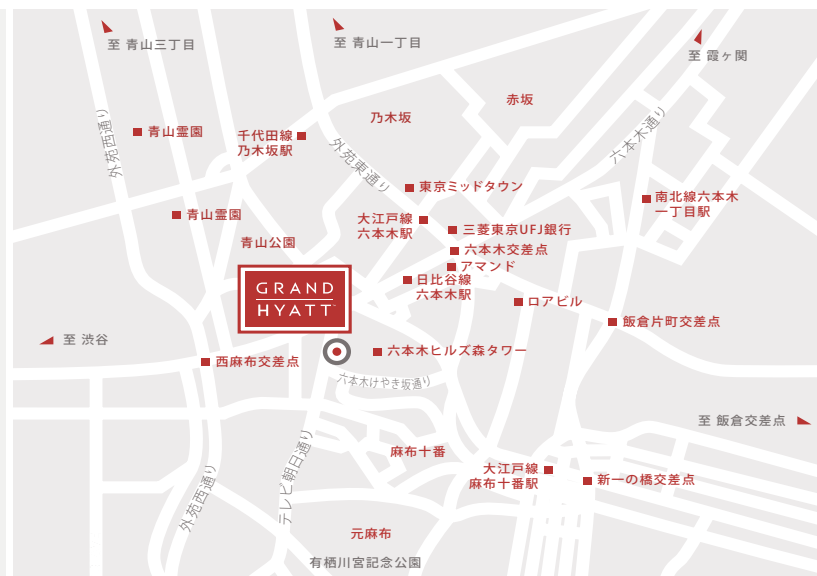 至 青山三丁目
至 青山一丁目
至 霞ヶ関
赤坂
乃木坂
外苑西通り
青山霊園
千代田線
乃木坂駅
外苑東通り
六本木通り
東京ミッドタウン
南北線六本木
一丁目駅
青山霊園
大江戸線
六本木駅
三菱東京UFJ銀行
青山公園
六本木交差点
アマンド
日比谷線
六本木駅
GRAND
HYATT™
ロアビル
飯倉片町交差点
至 渋谷
六本木ヒルズ森タワー
西麻布交差点
六本木けやき坂通り
至 飯倉交差点
麻布十番
テレビ朝日通り
外苑西通り
大江戸線
麻布十番駅
新一の橋交差点
元麻布
有栖川宮記念公園